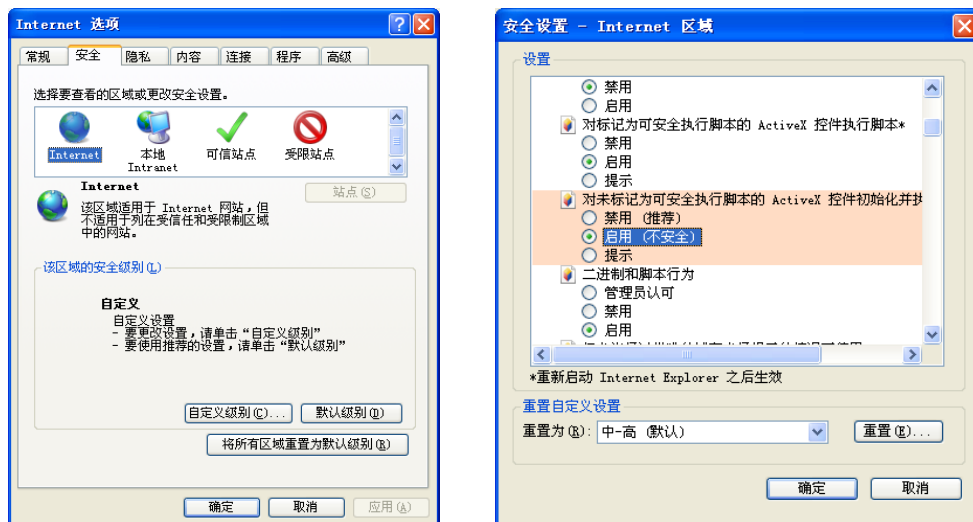 Internet 选项
常规 安全 隐私 内容 连接 程序 高级
选择要查看的区域或更改安全设置。
Internet 本地 Intranet 可信站点 受限站点
Internet
站点(S)
该区域适用于 Internet 网站，但
不适用于列在受信任和受限制区域
中的网站。
该区域的安全级别(L)
自定义
自定义设置
- 要更改设置，请单击“自定义级别”
- 要使用推荐的设置，请单击“默认级别”
自定义级别(C)... 默认级别(D)
将所有区域重置为默认级别(R)
确定 取消 应用(A)
安全设置 - Internet 区域
设置
禁用
启用
对标记为可安全执行脚本的 ActiveX 控件执行脚本*
禁用
启用
提示
对未标记为可安全执行脚本的 ActiveX 控件初始化并执
禁用（推荐）
启用（不安全）
提示
二进制和脚本行为
管理员认可
禁用
启用
*重新启动 Internet Explorer 之后生效
重置自定义设置
重置为(R): 中-高（默认） 重置(E)...
确定 取消